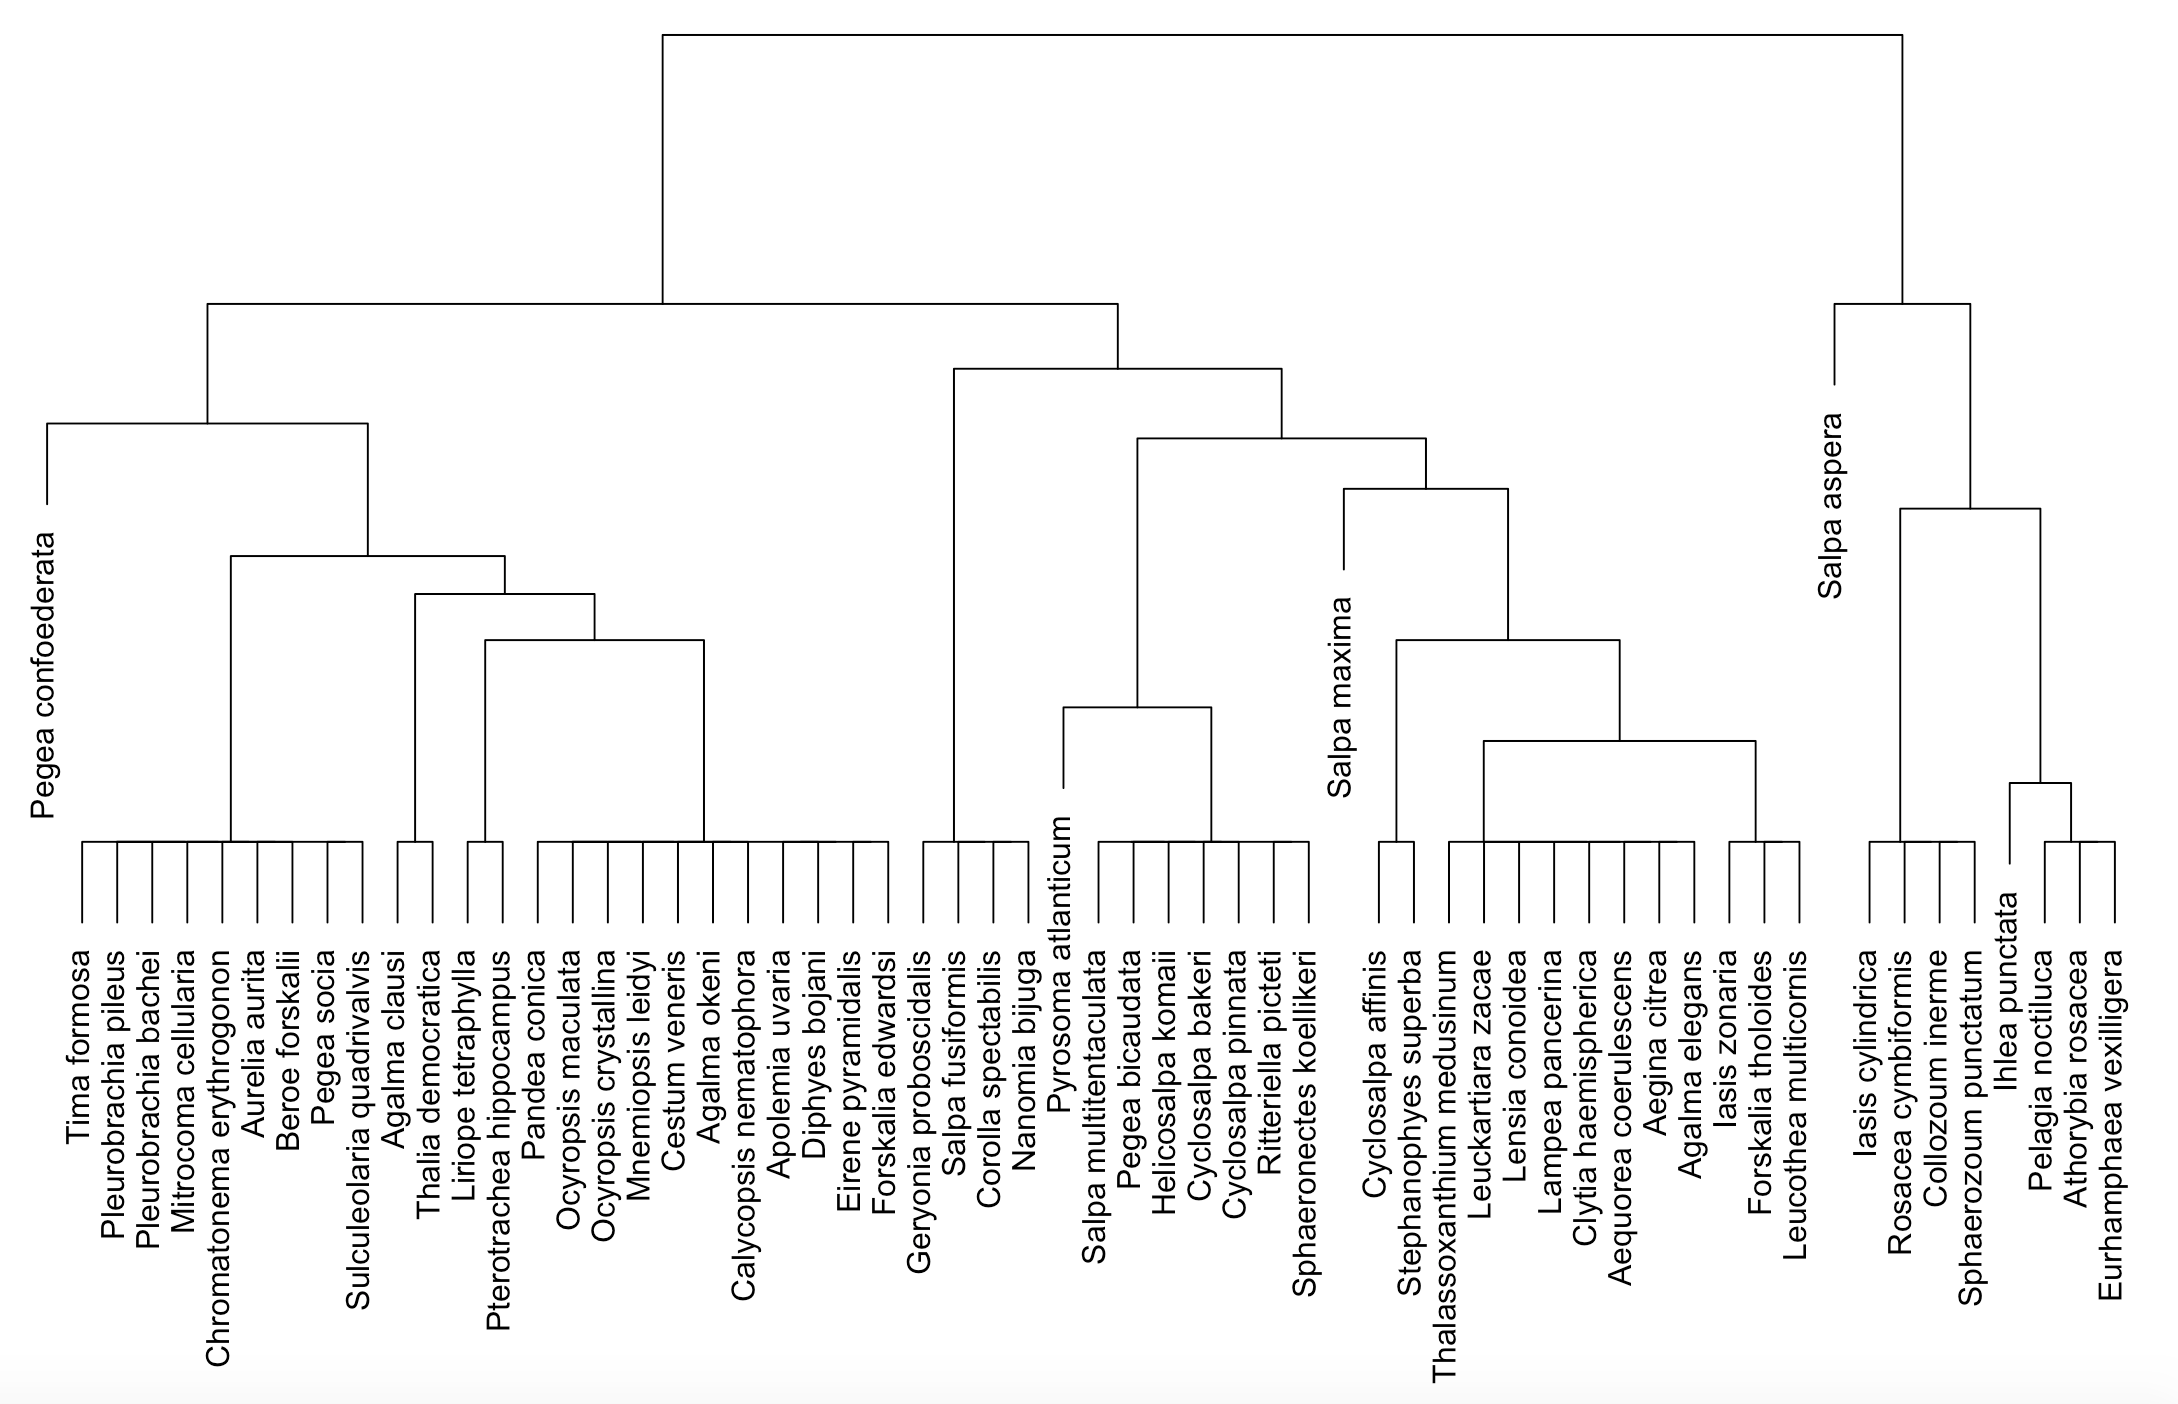 Pegea confoederata
Tima formosa
Pleurobrachia pileus
Pleurobrachia bachei
Mitrocoma cellularia
Chromatonema erythrogonon
Aurelia aurita
Beroe forskalii
Pegea socia
Sulculeolaria quadrivalvis
Agalma clausi
Thalia democratica
Liriope tetraphylla
Pterotrachea hippocampus
Pandea conica
Ocyropsis maculata
Ocyropsis crystallina
Mnemiopsis leidyi
Cestum veneris
Agalma okeni
Calycopsis nematophora
Apolemia uvaria
Diphyes bojani
Eirene pyramidalis
Forskalia edwardsi
Geryonia proboscidalis
Salpa fusiformis
Corolla spectabilis
Nanomia bijuga
Pyrosoma atlanticum
Salpa multitentaculata
Pegea bicaudata
Helicosalpa komaii
Cyclosalpa bakeri
Cyclosalpa pinnata
Ritteriella picteti
Sphaeronectes koellikeri
Salpa maxima
Cyclosalpa affinis
Stephanophyes superba
Thalassoxanthium medusinum
Leuckartiara zacae
Lensia conoidea
Lampea pancerina
Clytia haemispherica
Aequorea coerulescens
Aegina citrea
Agalma elegans
Iasis zonaria
Forskalia tholoides
Leucothea multicornis
Salpa aspera
Iasis cylindrica
Rosacea cymbiformis
Collozoum inerme
Sphaerozoum punctatum
Ihlea punctata
Pelagia noctiluca
Athorybia rosacea
Eurhamphaea vexilligera